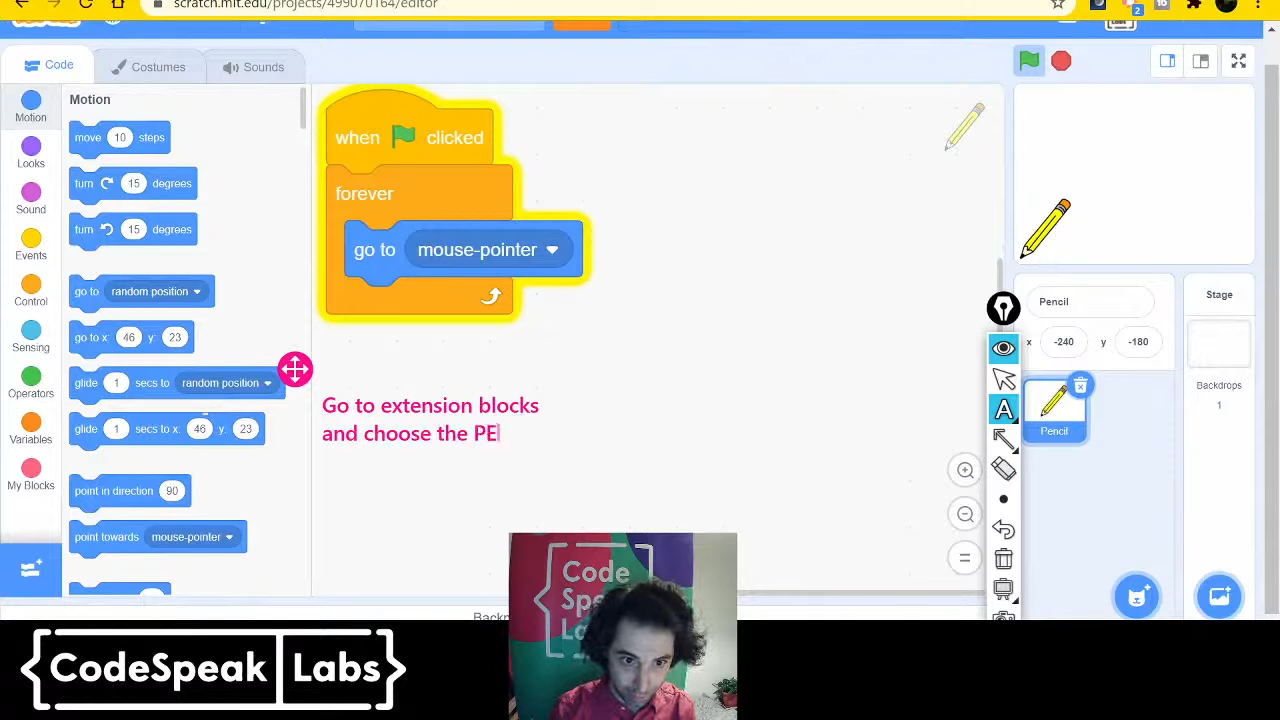 scratch.mit.edu/projects/499070164/editor
2
Code
Costumes
Sounds
Motion
Looks
Sound
Events
Control
Sensing
Operators
Variables
My Blocks
Motion
move 10 steps
turn 15 degrees
turn 15 degrees
go to random position
go to x: 46 y: 23
glide 1 secs to random position
glide 1 secs to x: 46 y: 23
point in direction 90
point towards mouse-pointer
when clicked
forever
go to mouse-pointer
Go to extension blocks
and choose the PE
A
Pencil
x -240 y -180
Pencil
Stage
Backdrops
1
Code
CodeSpeak Labs